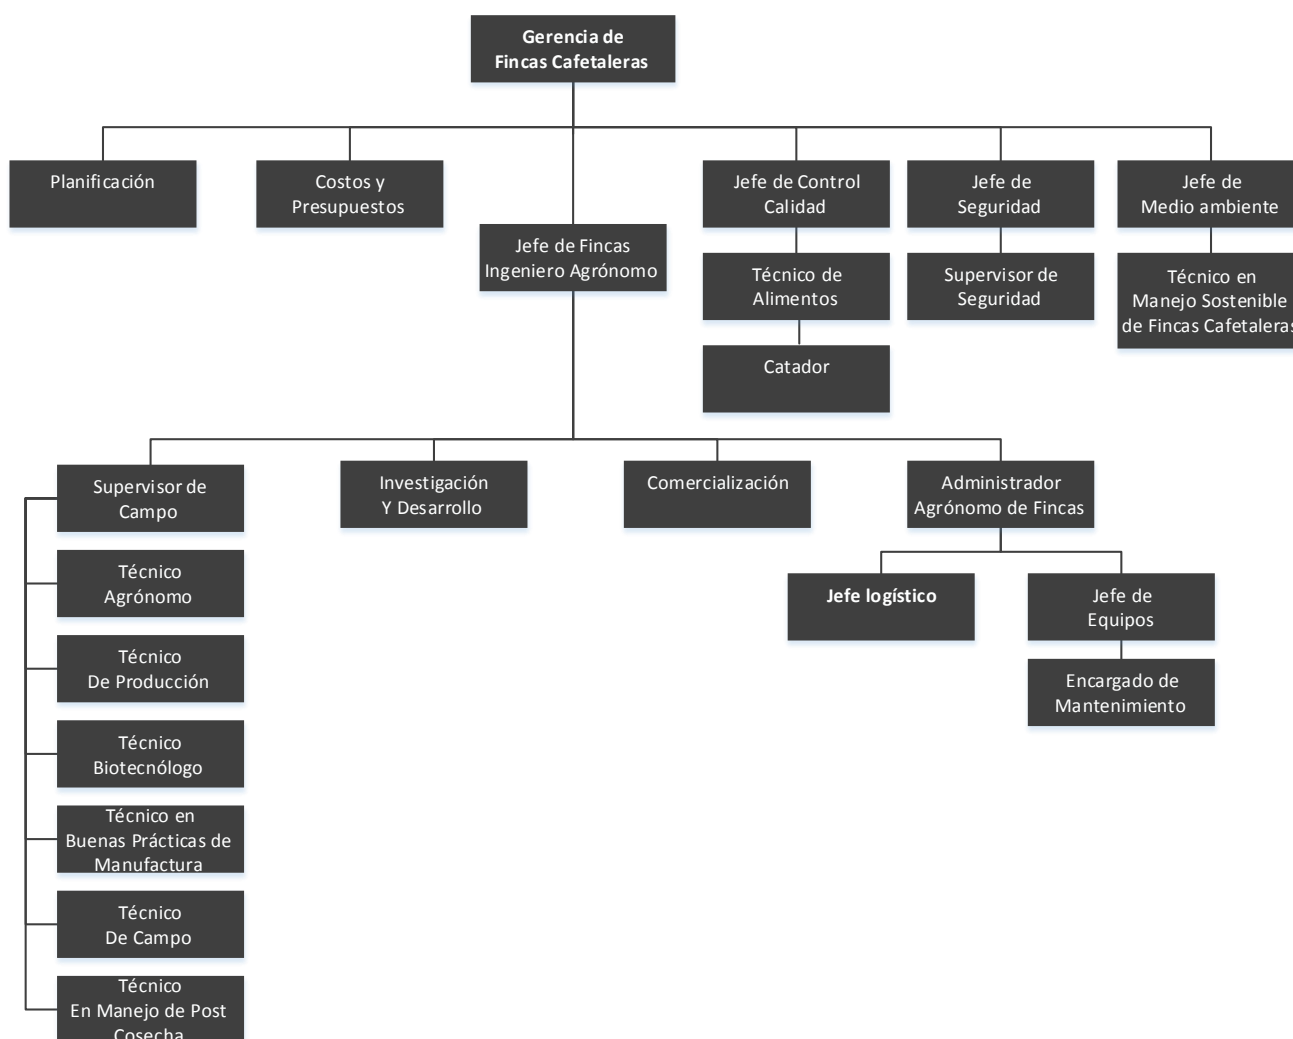 Gerencia de
Fincas Cafetaleras
Planificación
Costos y
Presupuestos
Jefe de Fincas
Ingeniero Agrónomo
Jefe de Control
Calidad
Jefe de
Seguridad
Jefe de
Medio ambiente
Técnico de
Alimentos
Supervisor de
Seguridad
Técnico en
Manejo Sostenible
de Fincas Cafetaleras
Catador
Supervisor de
Campo
Investigación
Y Desarrollo
Comercialización
Administrador
Agrónomo de Fincas
Técnico
Agrónomo
Jefe logístico
Jefe de
Equipos
Técnico
De Producción
Encargado de
Mantenimiento
Técnico
Biotecnólogo
Técnico en
Buenas Prácticas de
Manufactura
Técnico
De Campo
Técnico
En Manejo de Post
Cosecha